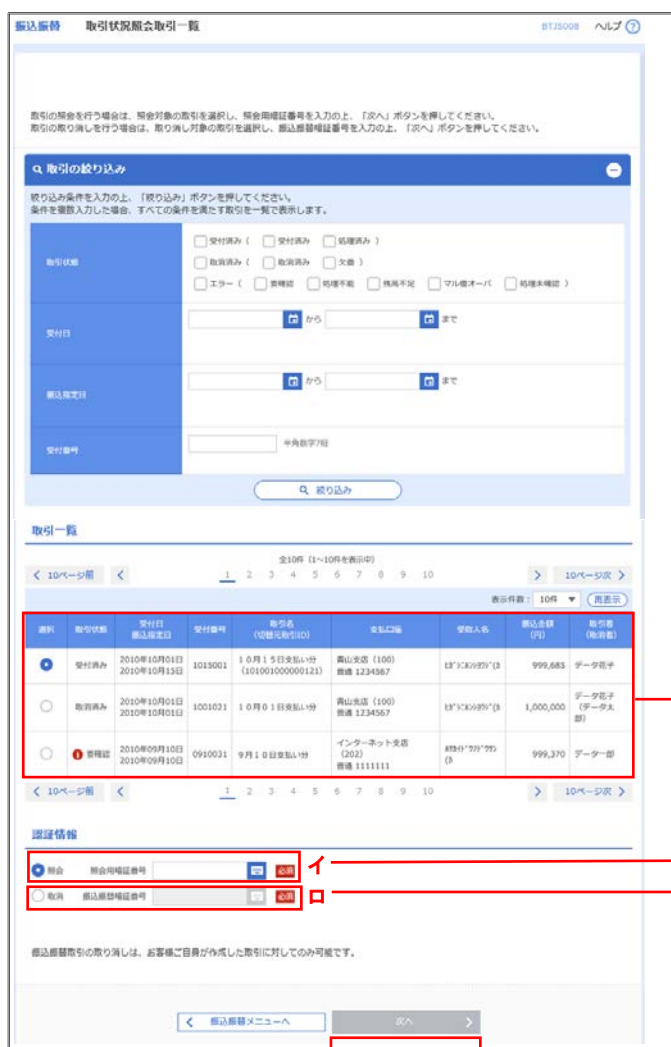 振込振替 取引状況照会取引一覧 BTJS008 ヘルプ ?
取引の照会を行う場合は、照会対象の取引を選択し、照会用暗証番号を入力の上、「次へ」ボタンを押してください。
取引の取り消しを行う場合は、取り消し対象の取引を選択し、振込振替暗証番号を入力の上、「次へ」ボタンを押してください。
取引の絞り込み
絞り込み条件を入力の上、「絞り込み」ボタンを押してください。
条件を複数入力した場合、すべての条件を満たす取引を一覧で表示します。
取引状態
受付済み ( 受付済み 処理済み )
取消済み ( 取消済み 欠番 )
エラー ( 要確認 処理不能 残高不足 マル優オーバ 処理未確認 )
受付日 から まで
振込指定日 から まで
受付番号 半角数字7桁
絞り込み
取引一覧
全10件 (1~10件を表示中)
10ページ前 1 2 3 4 5 6 7 8 9 10 10ページ次
表示件数: 10件 再表示
選択 取引状態 受付日 振込指定日 受付番号 取引名 (切替元取引ID) 支払口座 受取人名 振込金額 (円) 取引者 (取消者)
受付済み 2010年10月01日 2010年10月15日 1015001 10月15日支払い分 (101001000000121) 青山支店 (100) 普通 1234567 999,685 データ花子
取消済み 2010年10月01日 2010年10月01日 1001021 10月01日支払い分 青山支店 (100) 普通 1234567 1,000,000 データ花子 (データ太郎)
要確認 2010年09月10日 2010年09月10日 0910031 9月10日支払い分 インターネット支店 (202) 普通 1111111 999,370 データ一郎
10ページ前 1 2 3 4 5 6 7 8 9 10 10ページ次
認証情報
照会 照会用暗証番号 必須 イ
取消 振込振替暗証番号 必須 ロ
振込振替取引の取り消しは、お客様ご自身が作成した取引に対してのみ可能です。
振込振替メニューへ 次へ